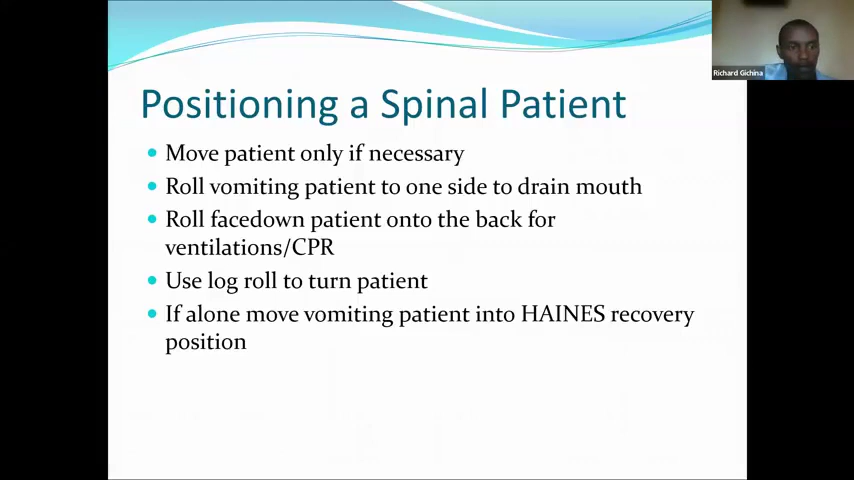 Richard Gichina
Positioning a Spinal Patient
Move patient only if necessary
Roll vomiting patient to one side to drain mouth
Roll facedown patient onto the back for
ventilations/CPR
Use log roll to turn patient
If alone move vomiting patient into HAINES recovery
position